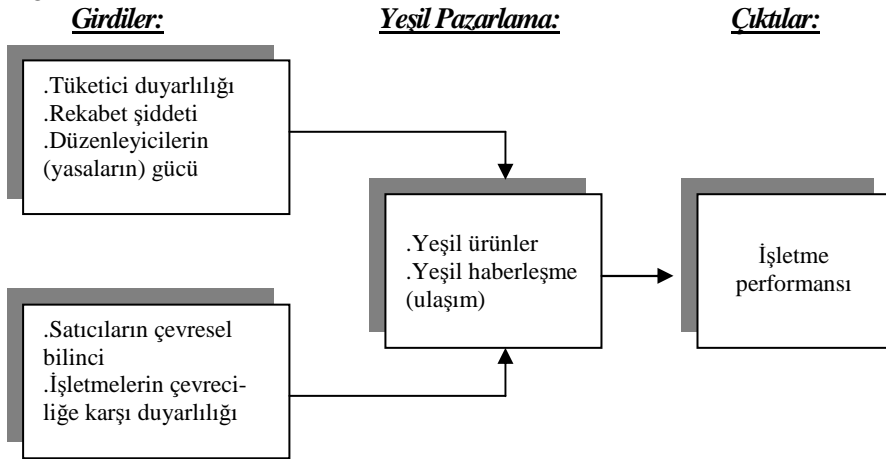 Girdiler:
Yeşil Pazarlama:
Çıktılar:
.Tüketici duyarlılığı
.Rekabet şiddeti
.Düzenleyicilerin
(yasaların) gücü
.Satıcıların çevresel
bilinci
.İşletmelerin çevreci-
liğe karşı duyarlılığı
.Yeşil ürünler
.Yeşil haberleşme
(ulaşım)
İşletme
performansı